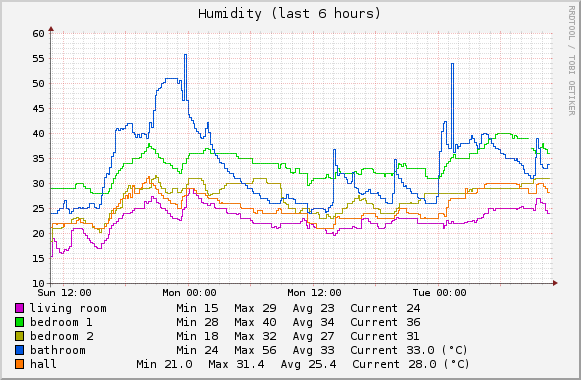 Humidity (last 6 hours)
RRDTOOL / TOBI OETIKER
60
55
50
45
40
35
30
25
20
15
10
Sun 12:00 Mon 00:00 Mon 12:00 Tue 00:00
living room Min 15 Max 29 Avg 23 Current 24
bedroom 1 Min 28 Max 40 Avg 34 Current 36
bedroom 2 Min 18 Max 32 Avg 27 Current 31
bathroom Min 24 Max 56 Avg 33 Current 33.0 (°C)
hall Min 21.0 Max 31.4 Avg 25.4 Current 28.0 (°C)